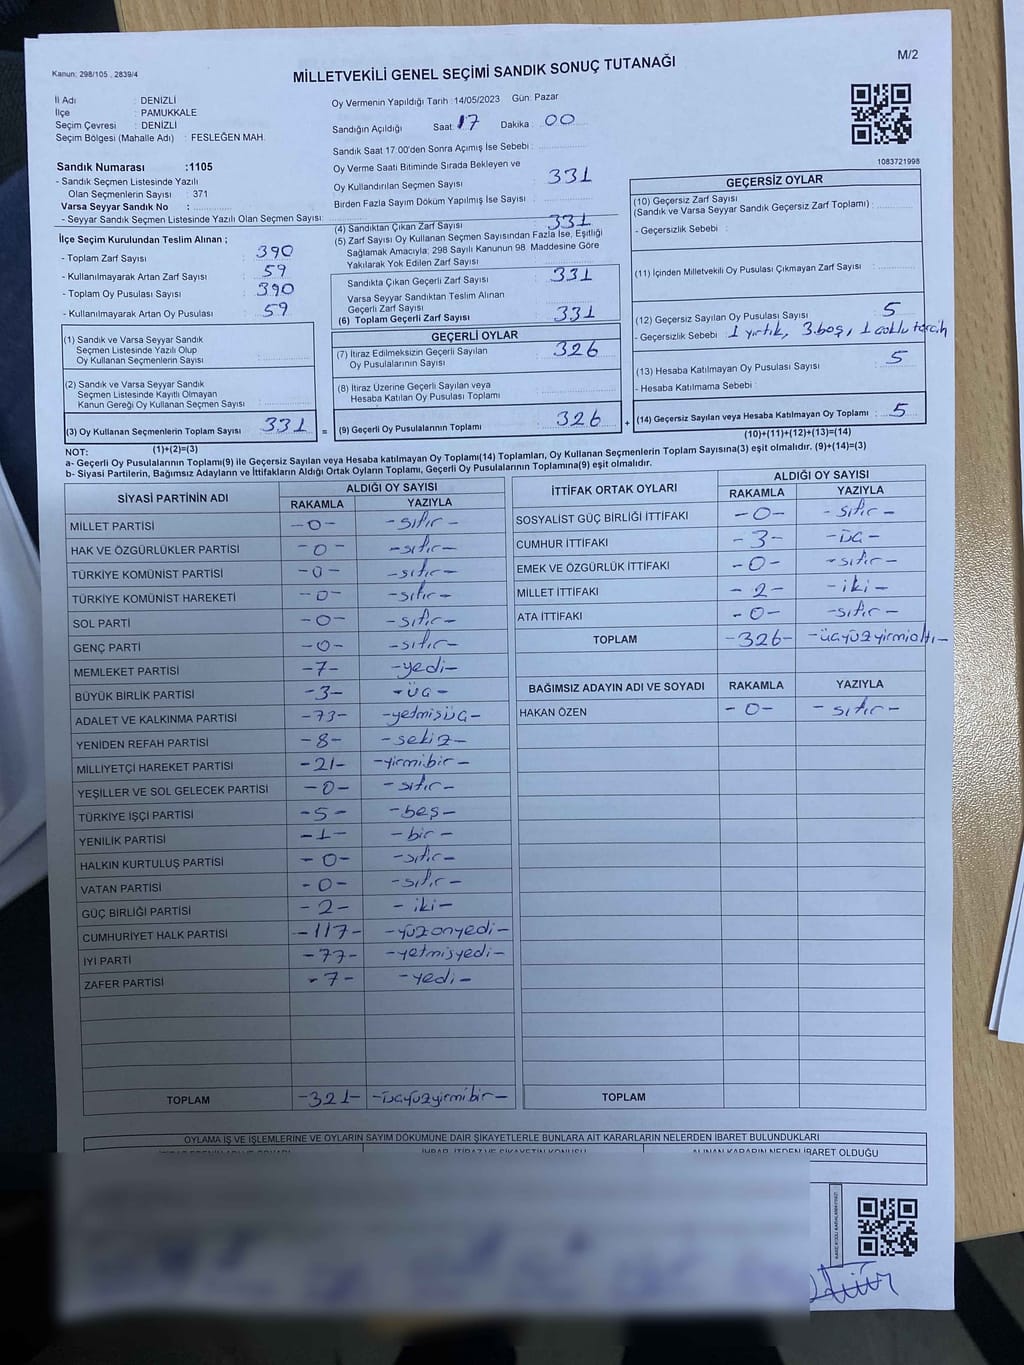 Kanun: 298/105 , 2839/4
MİLLETVEKİLİ GENEL SEÇİMİ SANDIK SONUÇ TUTANAĞI
M/2
İl Adı : DENİZLİ
İlçe : PAMUKKALE
Seçim Çevresi : DENİZLİ
Seçim Bölgesi (Mahalle Adı) : FESLEĞEN MAH.
Sandık Numarası :1105
- Sandık Seçmen Listesinde Yazılı
Olan Seçmenlerin Sayısı : 371
Varsa Seyyar Sandık No :
- Seyyar Sandık Seçmen Listesinde Yazılı Olan Seçmen Sayısı:
Oy Vermenin Yapıldığı Tarih : 14/05/2023 Gün: Pazar
Sandığın Açıldığı Saat: 17 Dakika : 00
Sandık Saat 17:00'den Sonra Açımış İse Sebebi :
Oy Verme Saati Bitiminde Sırada Bekleyen ve
Oy Kullandırılan Seçmen Sayısı : 331
Birden Fazla Sayım Döküm Yapılmış İse Sayısı :
1083721998
İlçe Seçim Kurulundan Teslim Alınan ;
- Toplam Zarf Sayısı : 390
- Kullanılmayarak Artan Zarf Sayısı : 59
- Toplam Oy Pusulası Sayısı : 390
- Kullanılmayarak Artan Oy Pusulası : 59
(1) Sandık ve Varsa Seyyar Sandık
Seçmen Listesinde Yazılı Olup
Oy Kullanan Seçmenlerin Sayısı :
(2) Sandık ve Varsa Seyyar Sandık
Seçmen Listesinde Kayıtlı Olmayan
Kanun Gereği Oy Kullanan Seçmen Sayısı :
(3) Oy Kullanan Seçmenlerin Toplam Sayısı : 331 =
(1)+(2)=(3)
(4) Sandıktan Çıkan Zarf Sayısı : 331
(5) Zarf Sayısı Oy Kullanan Seçmen Sayısından Fazla İse, Eşitliği
Sağlamak Amacıyla; 298 Sayılı Kanunun 98. Maddesine Göre
Yakılarak Yok Edilen Zarf Sayısı :
Sandıkta Çıkan Geçerli Zarf Sayısı : 331
Varsa Seyyar Sandıktan Teslim Alınan
Geçerli Zarf Sayısı :
(6) Toplam Geçerli Zarf Sayısı : 331
GEÇERLİ OYLAR
(7) İtiraz Edilmeksizin Geçerli Sayılan
Oy Pusulalarının Sayısı : 326
(8) İtiraz Üzerine Geçerli Sayılan veya
Hesaba Katılan Oy Pusulası Toplamı :
(9) Geçerli Oy Pusulalarının Toplamı : 326 +
GEÇERSİZ OYLAR
(10) Geçersiz Zarf Sayısı
(Sandık ve Varsa Seyyar Sandık Geçersiz Zarf Toplamı) :
- Geçersizlik Sebebi :
(11) İçinden Milletvekili Oy Pusulası Çıkmayan Zarf Sayısı :
(12) Geçersiz Sayılan Oy Pusulası Sayısı : 5
- Geçersizlik Sebebi : 1 yırtık, 3.boş, 1 çoklu tercih
(13) Hesaba Katılmayan Oy Pusulası Sayısı : 5
- Hesaba Katılmama Sebebi :
(14) Geçersiz Sayılan veya Hesaba Katılmayan Oy Toplamı : 5
(10)+(11)+(12)+(13)=(14)
NOT:
a- Geçerli Oy Pusulalarının Toplamı(9) ile Geçersiz Sayılan veya Hesaba katılmayan Oy Toplamı(14) Toplamları, Oy Kullanan Seçmenlerin Toplam Sayısına(3) eşit olmalıdır. (9)+(14)=(3)
b- Siyasi Partilerin, Bağımsız Adayların ve İttifakların Aldığı Ortak Oyların Toplamı, Geçerli Oy Pusulalarının Toplamına(9) eşit olmalıdır.
SİYASİ PARTİNİN ADI ALDIĞI OY SAYISI
RAKAMLA YAZIYLA
MİLLET PARTİSİ -0- -sıfır-
HAK VE ÖZGÜRLÜKLER PARTİSİ -0- -sıfır-
TÜRKİYE KOMÜNİST PARTİSİ -0- -sıfır-
TÜRKİYE KOMÜNİST HAREKETİ -0- -sıfır-
SOL PARTİ -0- -sıfır-
GENÇ PARTİ -0- -sıfır-
MEMLEKET PARTİSİ -7- -yedi-
BÜYÜK BİRLİK PARTİSİ -3- -üç-
ADALET VE KALKINMA PARTİSİ -73- -yetmişüç-
YENİDEN REFAH PARTİSİ -8- -sekiz-
MİLLİYETÇİ HAREKET PARTİSİ -21- -yirmibir-
YEŞİLLER VE SOL GELECEK PARTİSİ -0- -sıfır-
TÜRKİYE İŞÇİ PARTİSİ -5- -beş-
YENİLİK PARTİSİ -1- -bir-
HALKIN KURTULUŞ PARTİSİ -0- -sıfır-
VATAN PARTİSİ -0- -sıfır-
GÜÇ BİRLİĞİ PARTİSİ -2- -iki-
CUMHURİYET HALK PARTİSİ -117- -yüzonyedi-
İYİ PARTİ -77- -yetmişyedi-
ZAFER PARTİSİ -7- -yedi-
TOPLAM -321- -üçyüzyirmibir-
İTTİFAK ORTAK OYLARI ALDIĞI OY SAYISI
RAKAMLA YAZIYLA
SOSYALİST GÜÇ BİRLİĞİ İTTİFAKI -0- -sıfır-
CUMHUR İTTİFAKI -3- -üç-
EMEK VE ÖZGÜRLÜK İTTİFAKI -0- -sıfır-
MİLLET İTTİFAKI -2- -iki-
ATA İTTİFAKI -0- -sıfır-
TOPLAM -326- -üçyüzyirmialtı-
BAĞIMSIZ ADAYIN ADI VE SOYADI RAKAMLA YAZIYLA
HAKAN ÖZEN -0- -sıfır-
TOPLAM
OYLAMA İŞ VE İŞLEMLERİNE VE OYLARIN SAYIM DÖKÜMÜNE DAİR ŞİKAYETLERLE BUNLARA AİT KARARLARIN NELERDEN İBARET BULUNDUKLARI
İHBAR, İTİRAZ VE ŞİKAYETİN KONUSU
ALINAN KARARIN NEDEN İBARET OLDUĞU